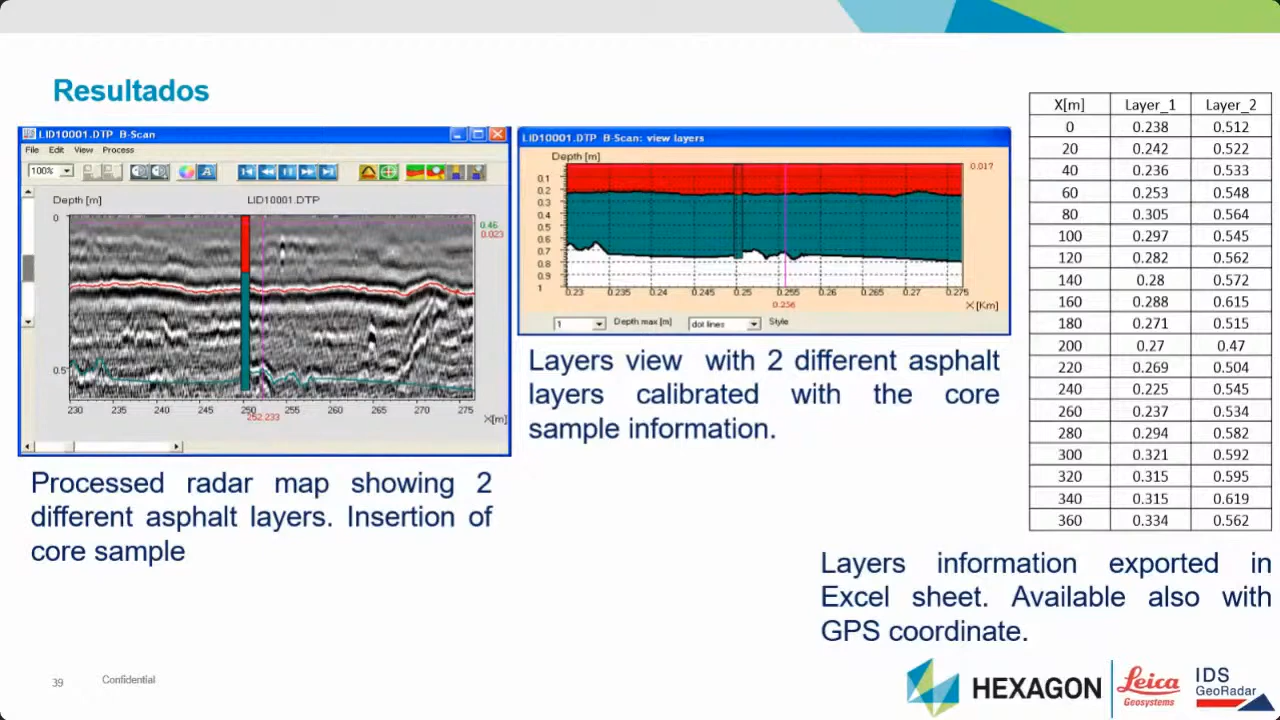 Resultados
LID10001.DTP B-Scan
File Edit View Process
100%
Depth [m] LID10001.DTP
0
0.46
0.023
0.5
230 235 240 245 250 255 260 265 270 275
252.233
X[m]
Processed radar map showing 2
different asphalt layers. Insertion of
core sample
LID10001.DTP B-Scan: view layers
Depth [m]
0.017
0.1
0.2
0.3
0.4
0.5
0.6
0.7
0.8
0.9
1
0.23 0.235 0.24 0.245 0.25 0.255 0.26 0.265 0.27 0.275
0.256
X [Km]
1 Depth max [m] dot lines Style
Layers view with 2 different asphalt
layers calibrated with the core
sample information.
X[m] Layer_1 Layer_2
0 0.238 0.512
20 0.242 0.522
40 0.236 0.533
60 0.253 0.548
80 0.305 0.564
100 0.297 0.545
120 0.282 0.562
140 0.28 0.572
160 0.288 0.615
180 0.271 0.515
200 0.27 0.47
220 0.269 0.504
240 0.225 0.545
260 0.237 0.534
280 0.294 0.582
300 0.321 0.592
320 0.315 0.595
340 0.315 0.619
360 0.334 0.562
Layers information exported in
Excel sheet. Available also with
GPS coordinate.
39 Confidential
HEXAGON
Leica
Geosystems
IDS
GeoRadar